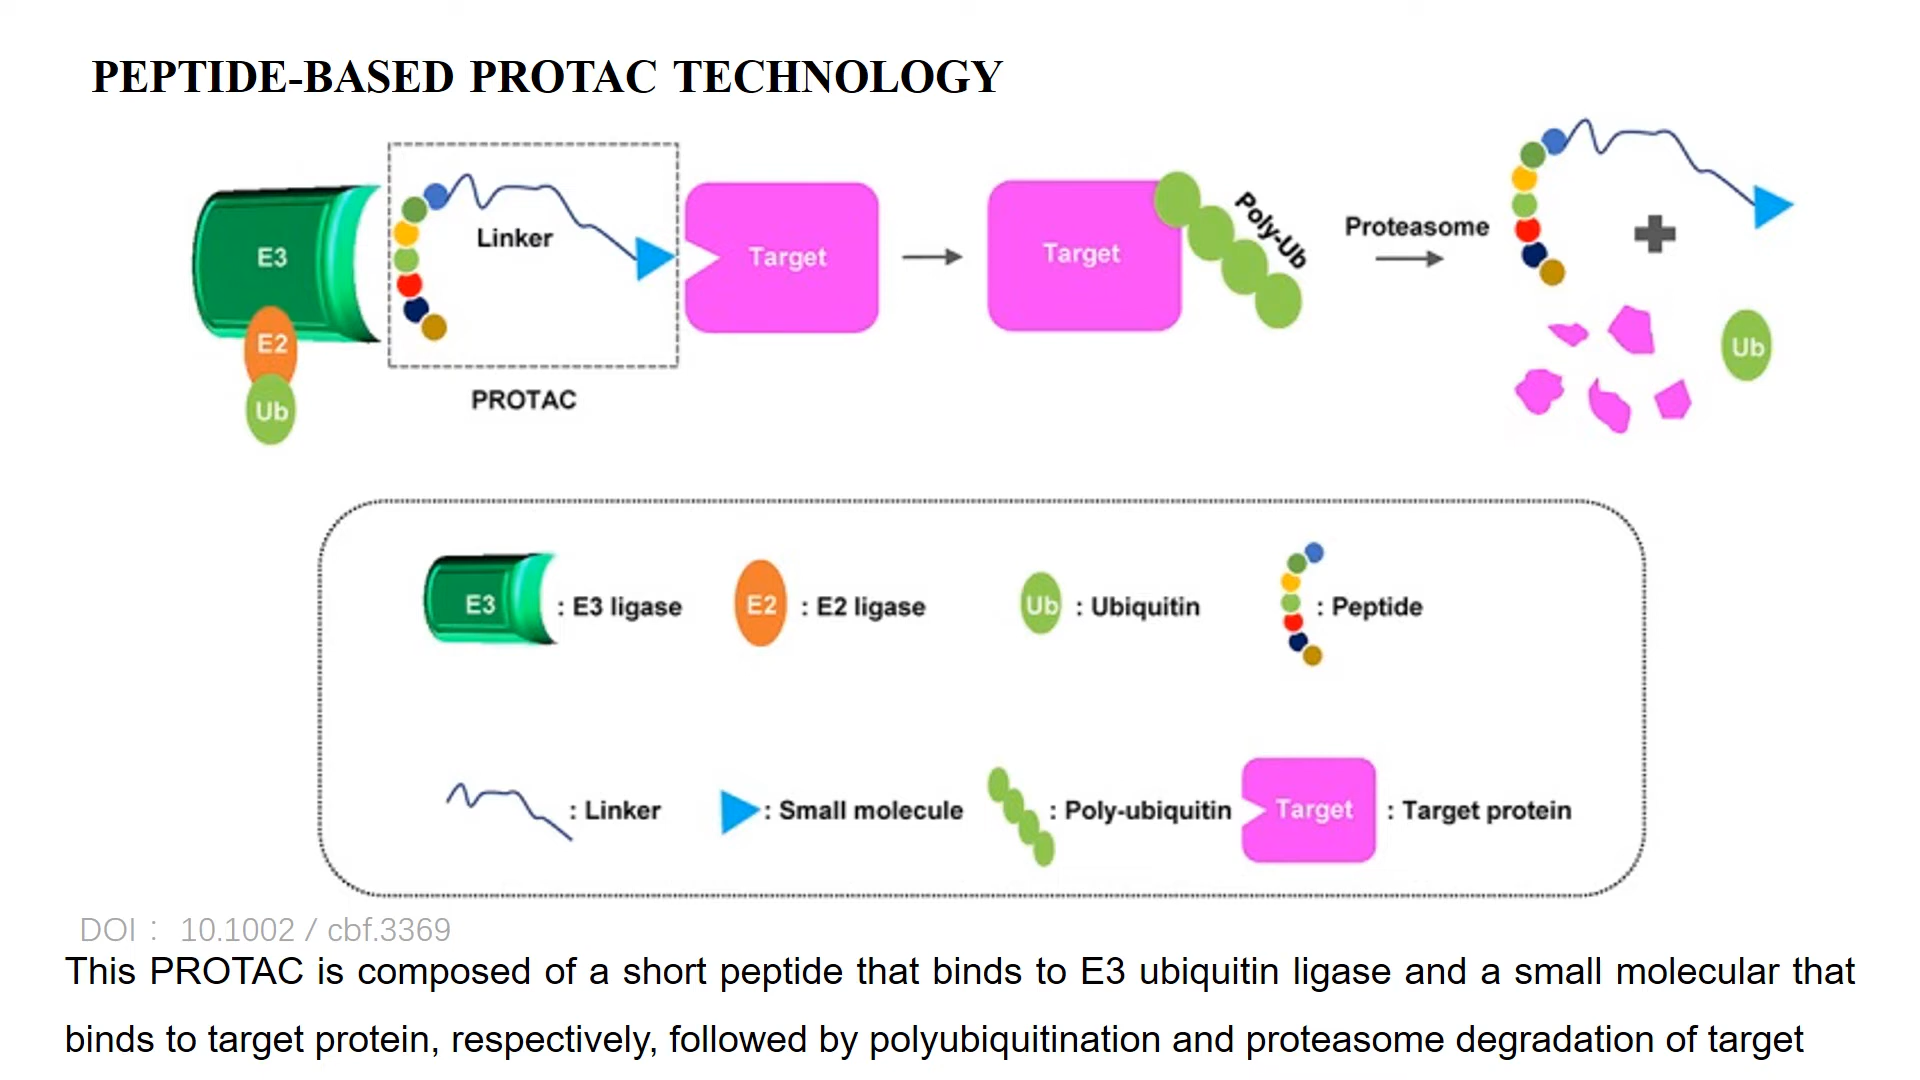 PEPTIDE-BASED PROTAC TECHNOLOGY
E3
E2
Ub
Linker
PROTAC
Target
Target
Poly-Ub
Proteasome
Ub
E3 : E3 ligase
E2 : E2 ligase
Ub : Ubiquitin
: Peptide
: Linker
: Small molecule
: Poly-ubiquitin
Target : Target protein
DOI： 10.1002 / cbf.3369
This PROTAC is composed of a short peptide that binds to E3 ubiquitin ligase and a small molecular that
binds to target protein, respectively, followed by polyubiquitination and proteasome degradation of target